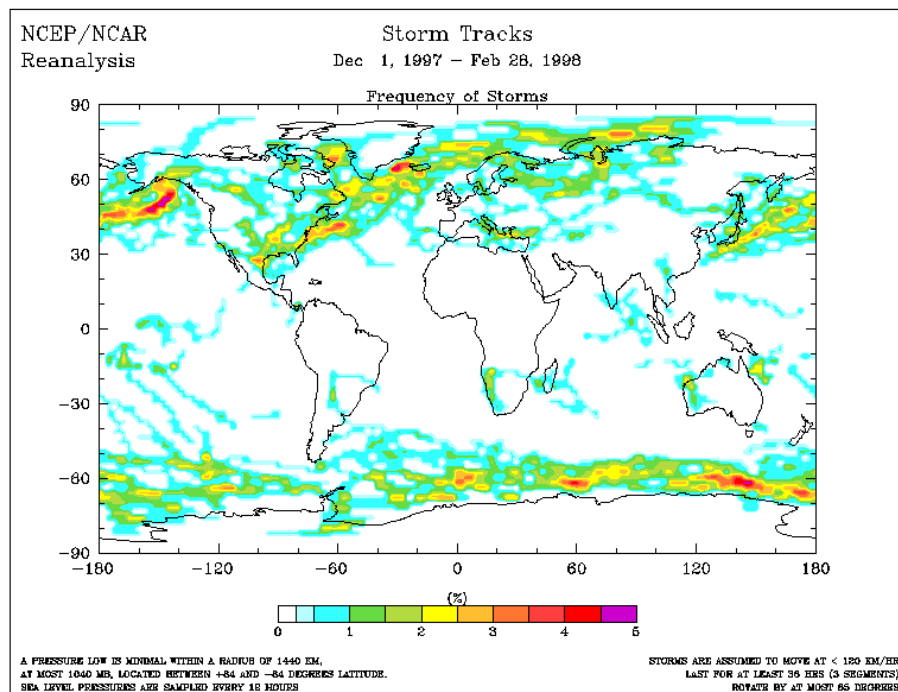 NCEP/NCAR
Reanalysis
Storm Tracks
Dec 1, 1997 - Feb 28, 1998
Frequency of Storms
90
60
30
0
-30
-60
-90
-180 -120 -60 0 60 120 180
(%)
0 1 2 3 4 5
A PRESSURE LOW IS MINIMAL WITHIN A RADIUS OF 1440 KM,
AT MOST 1040 MB, LOCATED BETWEEN +84 AND -84 DEGREES LATITUDE.
SEA LEVEL PRESSURES ARE SAMPLED EVERY 12 HOURS
STORMS ARE ASSUMED TO MOVE AT < 120 KM/HR
LAST FOR AT LEAST 36 HRS (3 SEGMENTS)
ROTATE BY AT MOST 65 DEGREES